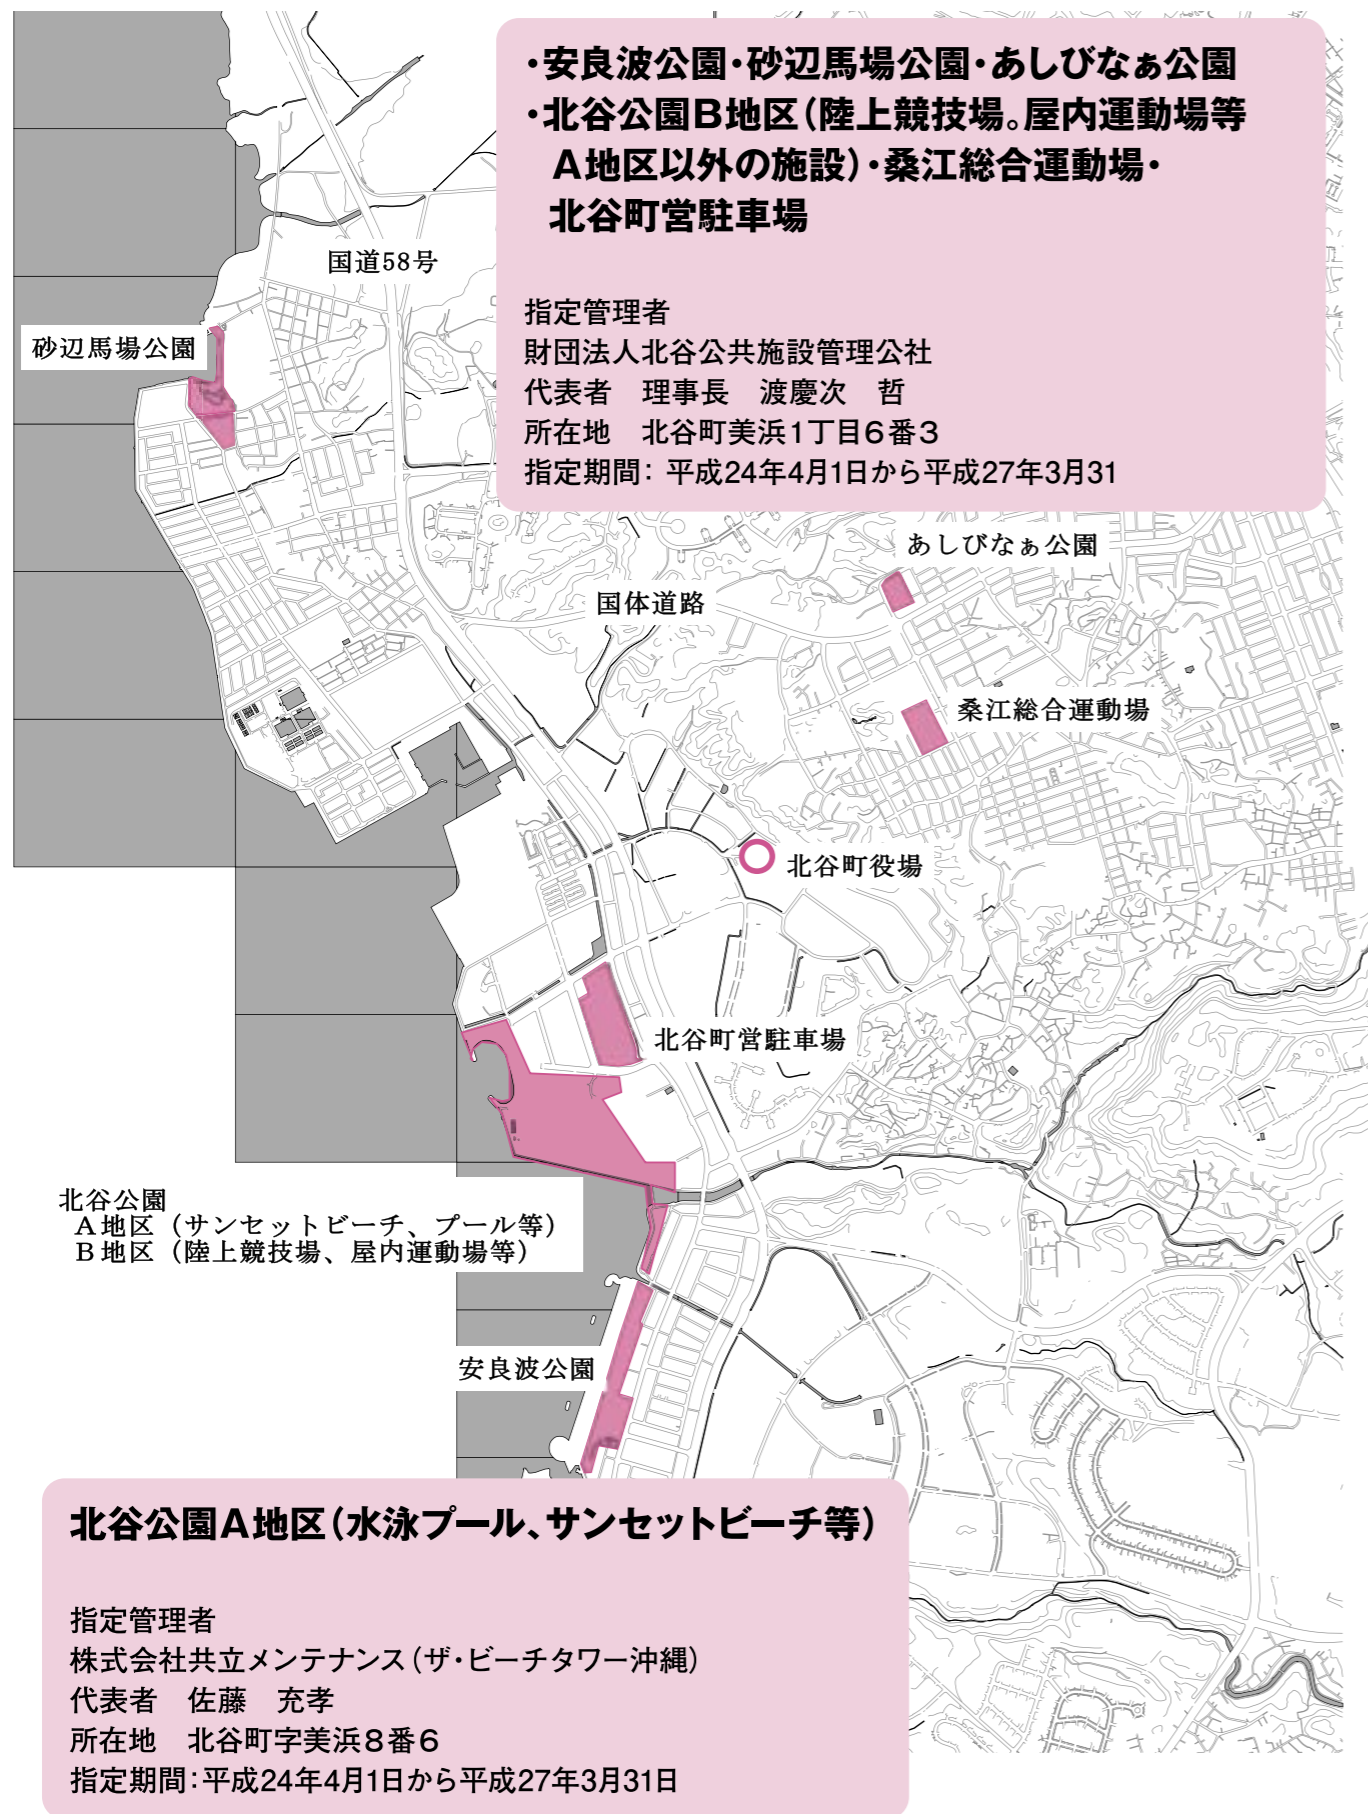 ・安良波公園・砂辺馬場公園・あしびなぁ公園
・北谷公園B地区(陸上競技場。屋内運動場等
A地区以外の施設)・桑江総合運動場・
北谷町営駐車場
指定管理者
財団法人北谷公共施設管理公社
代表者　理事長　渡慶次　哲
所在地　北谷町美浜1丁目6番3
指定期間：平成24年4月1日から平成27年3月31
国道58号
砂辺馬場公園
あしびなぁ公園
国体道路
桑江総合運動場
北谷町役場
北谷町営駐車場
北谷公園
A地区（サンセットビーチ、プール等）
B地区（陸上競技場、屋内運動場等）
安良波公園
北谷公園A地区(水泳プール、サンセットビーチ等)
指定管理者
株式会社共立メンテナンス(ザ・ビーチタワー沖縄)
代表者　佐藤　充孝
所在地　北谷町字美浜8番6
指定期間：平成24年4月1日から平成27年3月31日